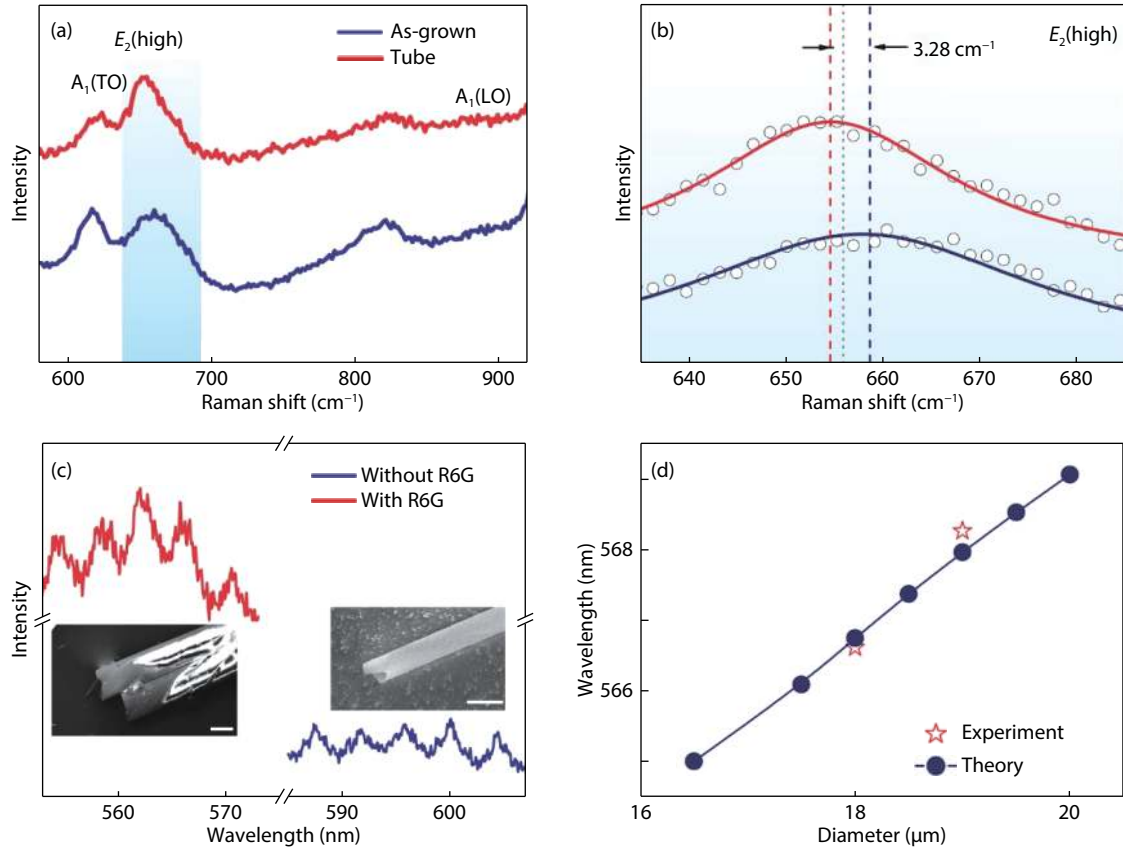 (a)
E₂(high)
As-grown
Tube
A₁(TO)
A₁(LO)
Intensity
600
700
800
900
Raman shift (cm⁻¹)
(b)
E₂(high)
3.28 cm⁻¹
Intensity
640
650
660
670
680
Raman shift (cm⁻¹)
(c)
Without R6G
With R6G
Intensity
560
570
590
600
Wavelength (nm)
(d)
568
566
Wavelength (nm)
Experiment
Theory
16
18
20
Diameter (μm)